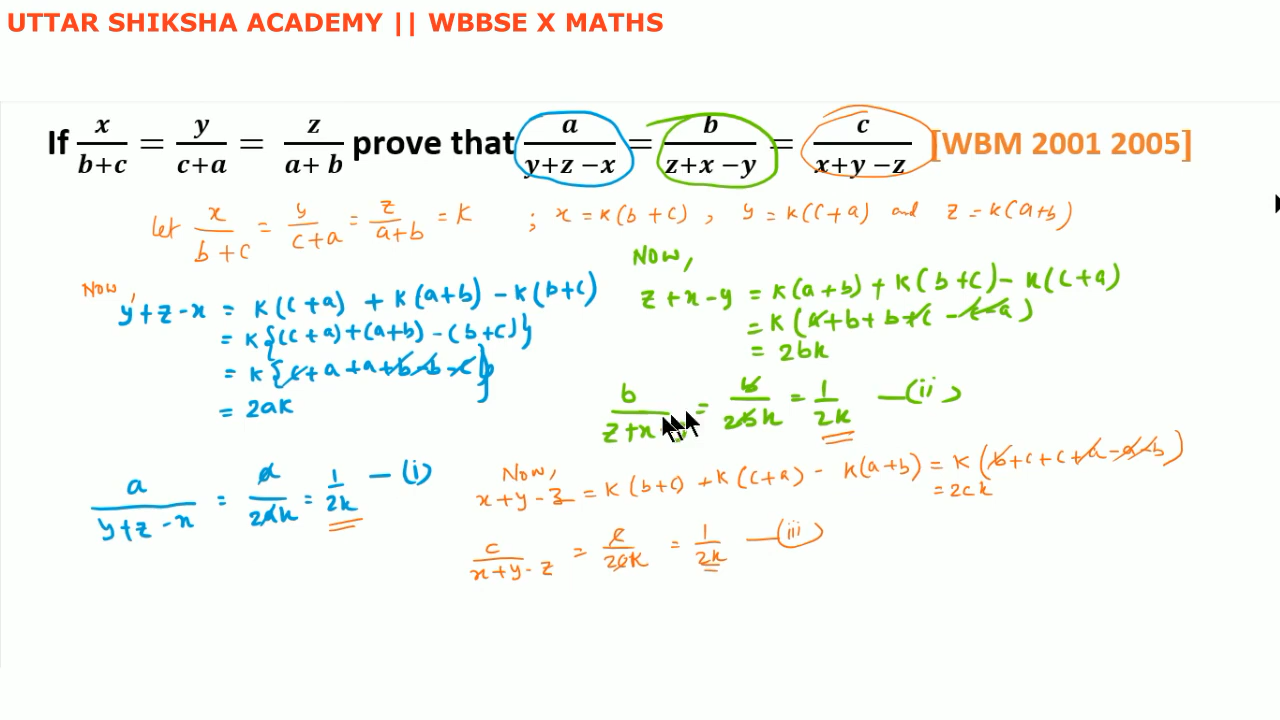 UTTAR SHIKSHA ACADEMY || WBBSE X MATHS
If x/(b+c) = y/(c+a) = z/(a+ b) prove that a/(y+z −x) = b/(z+x −y) = c/(x+y −z) [WBM 2001 2005]
let x/(b+c) = y/(c+a) = z/(a+b) = K ; x = K(b+c), y = K(c+a) and z = K(a+b)
Now,
y+z-x = K(c+a) + K(a+b) - K(b+c)
= K{(c+a)+(a+b) - (b+c)}
= K{c+a+a+b-b-c}
= 2aK
a/(y+z-x) = a/2ak = 1/2k — (i)
Now,
z+x-y = K(a+b) + K(b+c) - K(c+a)
= K(a+b+b+c-c-a)
= 2bk
b/(z+x = b/2bk = 1/2k — (ii)
Now,
x+y-z = K(b+c) + K(c+a) - K(a+b) = K(b+c+c+a-a-b)
= 2ck
c/(x+y-z) = c/2ck = 1/2k — (iii)